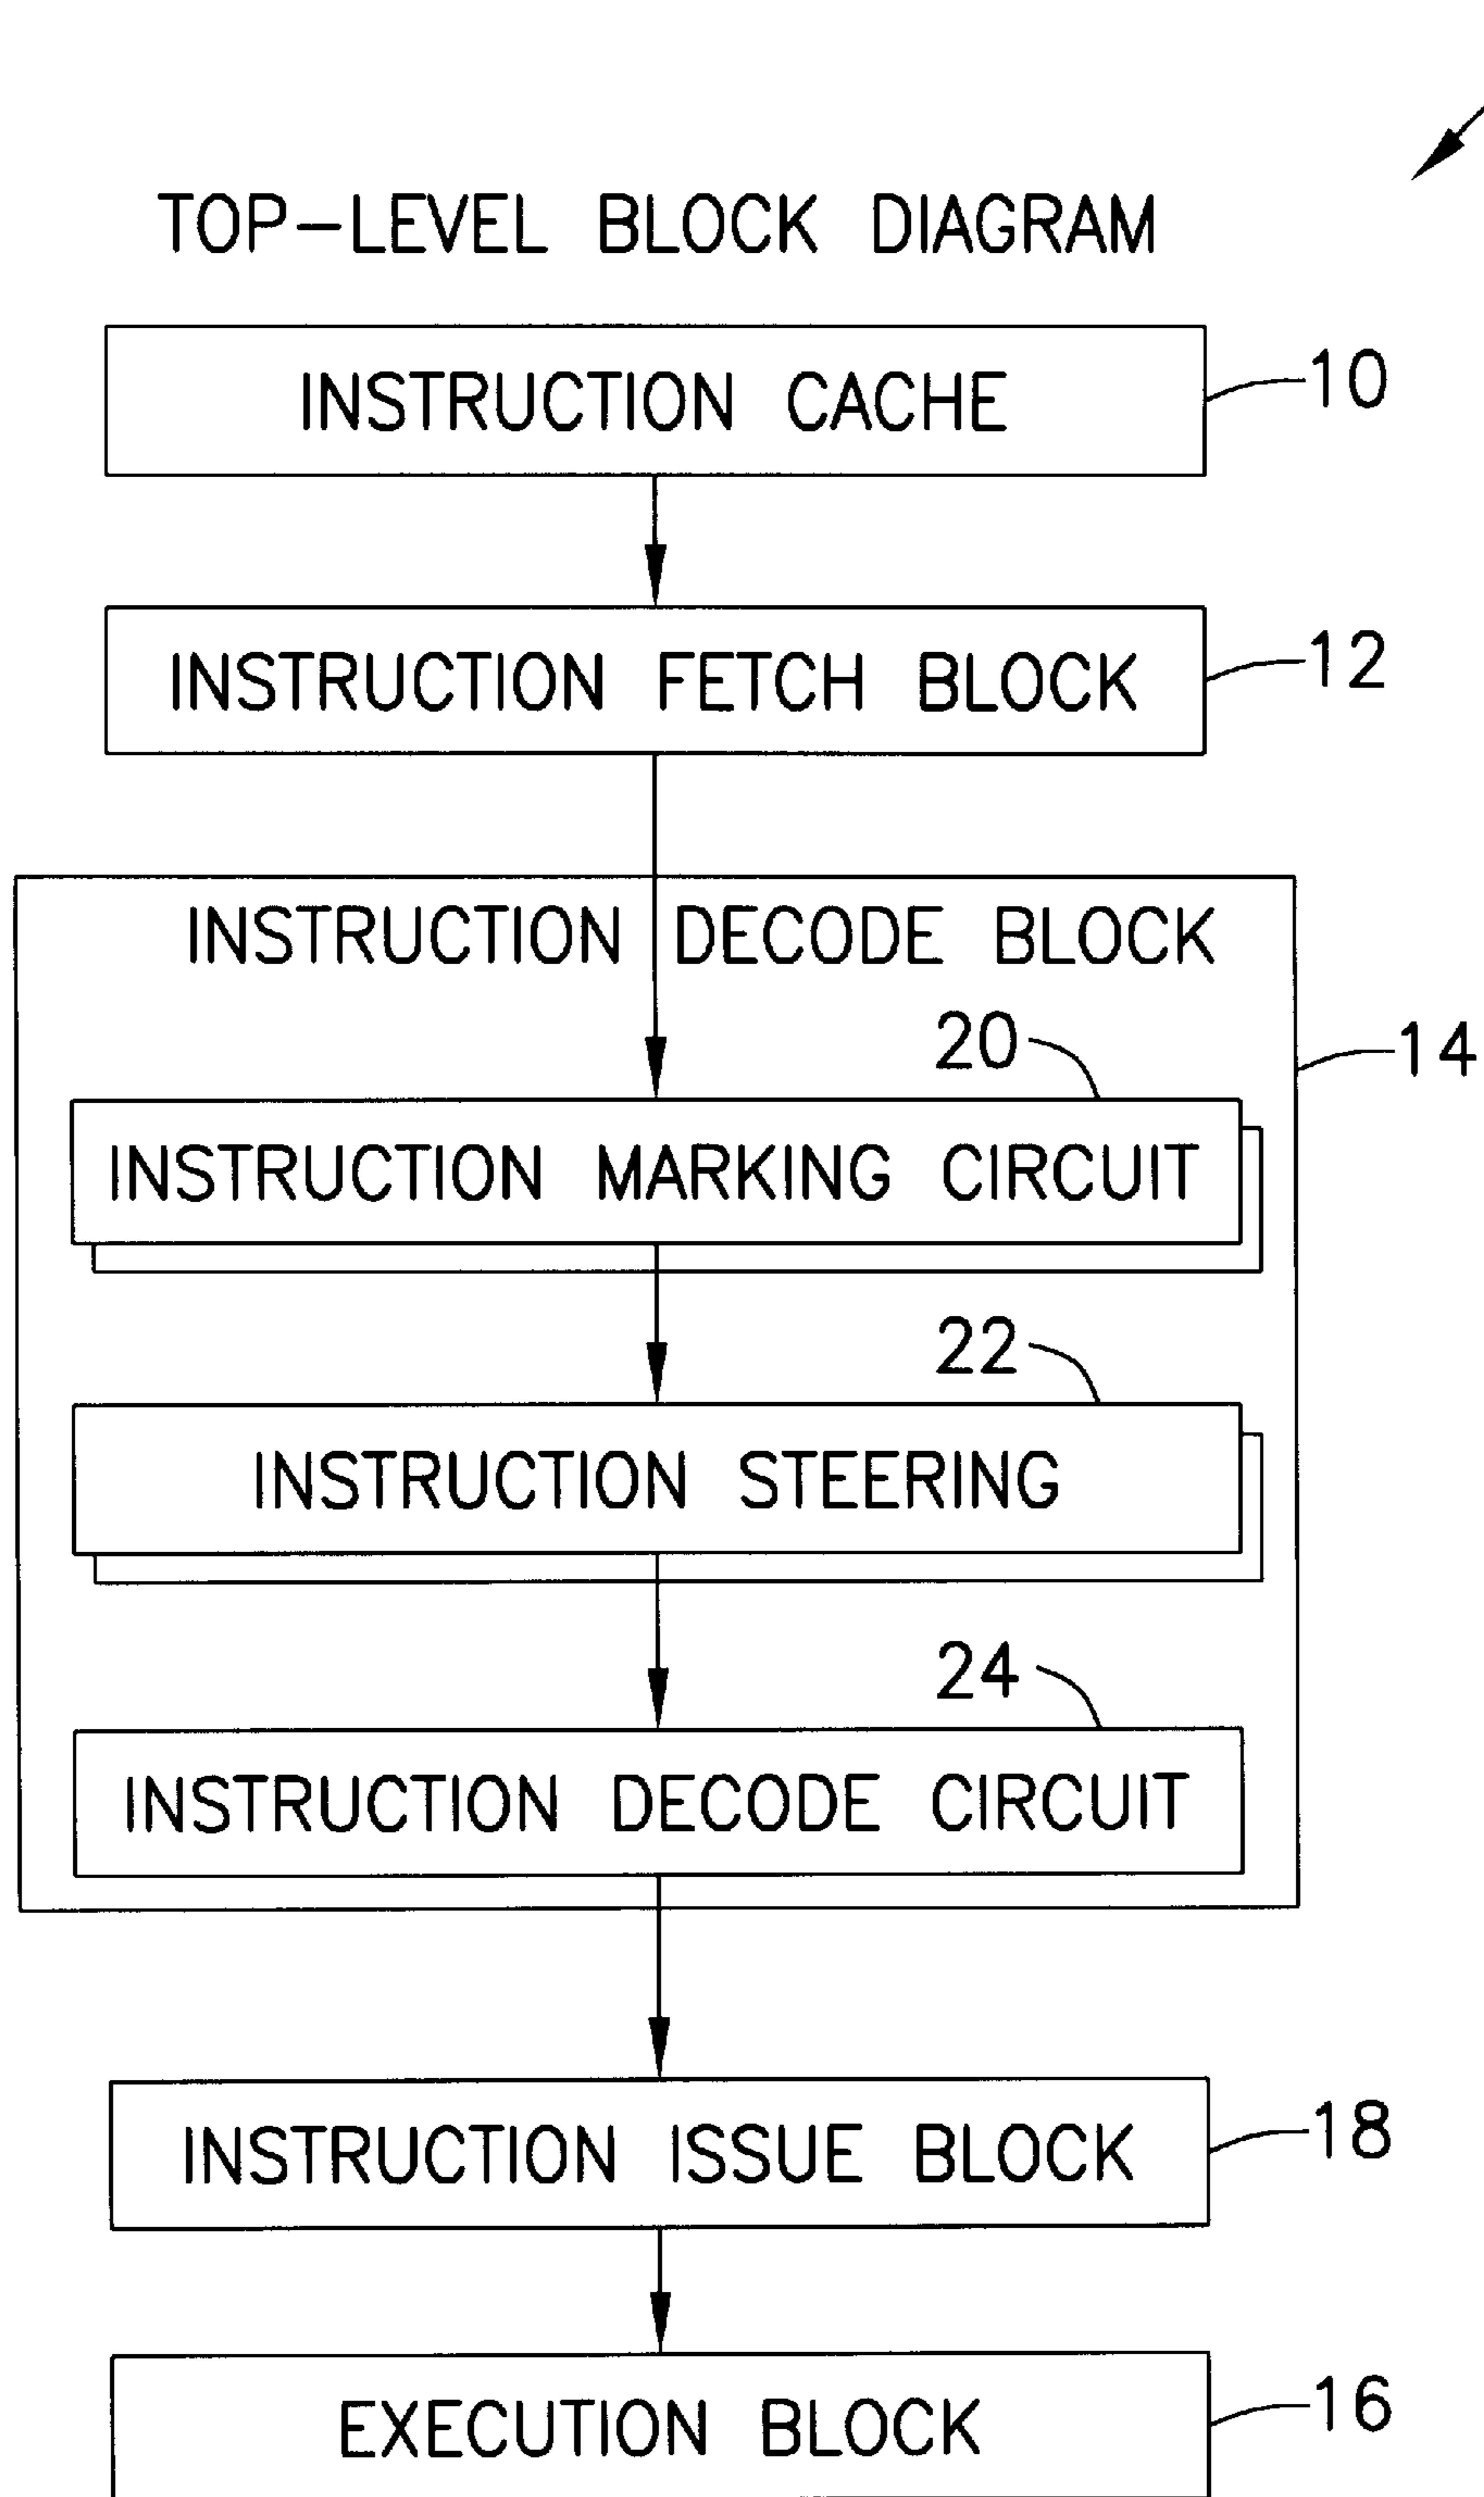 TOP-LEVEL BLOCK DIAGRAM
INSTRUCTION CACHE
10
INSTRUCTION FETCH BLOCK
12
INSTRUCTION DECODE BLOCK
14
20
INSTRUCTION MARKING CIRCUIT
22
INSTRUCTION STEERING
24
INSTRUCTION DECODE CIRCUIT
INSTRUCTION ISSUE BLOCK
18
EXECUTION BLOCK
16